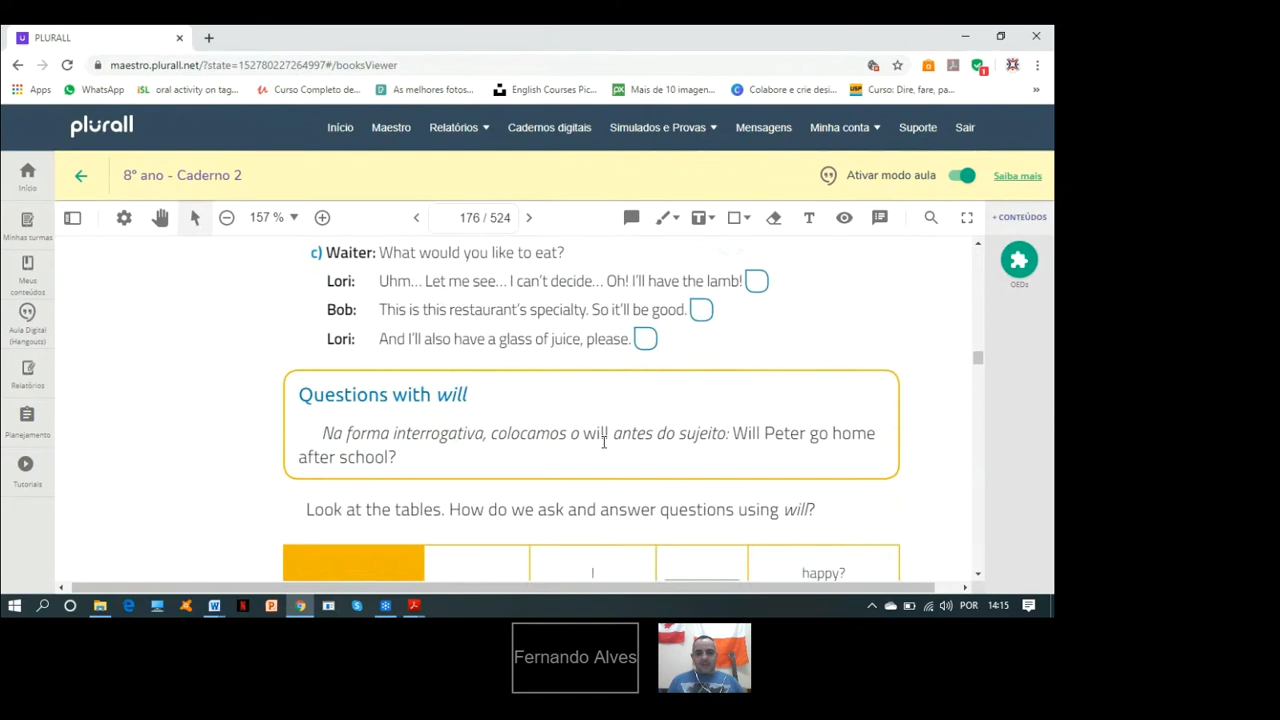 PLURALL
maestro.plurall.net/?state=152780227264997#/booksViewer
Apps
WhatsApp
iSL oral activity on tag...
Curso Completo de...
As melhores fotos...
English Courses Pic...
Mais de 10 imagen...
Colabore e crie desi...
USP Curso: Dire, fare, pa...
»
plurall
Início
Maestro
Relatórios
Cadernos digitais
Simulados e Provas
Mensagens
Minha conta
Suporte
Sair
Início
8º ano - Caderno 2
Ativar modo aula
Saiba mais
Minhas turmas
157 %
176 / 524
+ CONTEÚDOS
Meus conteúdos
Aula Digital (Hangouts)
Relatórios
Planejamento
Tutoriais
OEDs
c) Waiter: What would you like to eat?
Lori: Uhm... Let me see... I can't decide... Oh! I'll have the lamb!
Bob: This is this restaurant's specialty. So it'll be good.
Lori: And I'll also have a glass of juice, please.
Questions with will
Na forma interrogativa, colocamos o will antes do sujeito: Will Peter go home
after school?
Look at the tables. How do we ask and answer questions using will?
I ________ happy?
POR 14:15
Fernando Alves